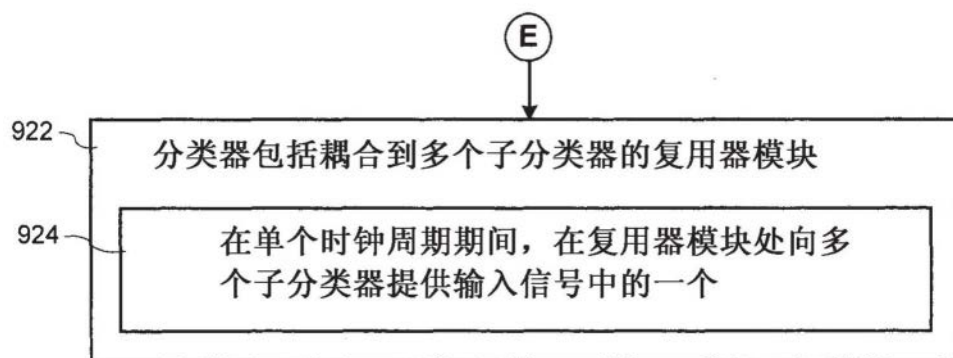 E
922
分类器包括耦合到多个子分类器的复用器模块
924
在单个时钟周期期间，在复用器模块处向多
个子分类器提供输入信号中的一个